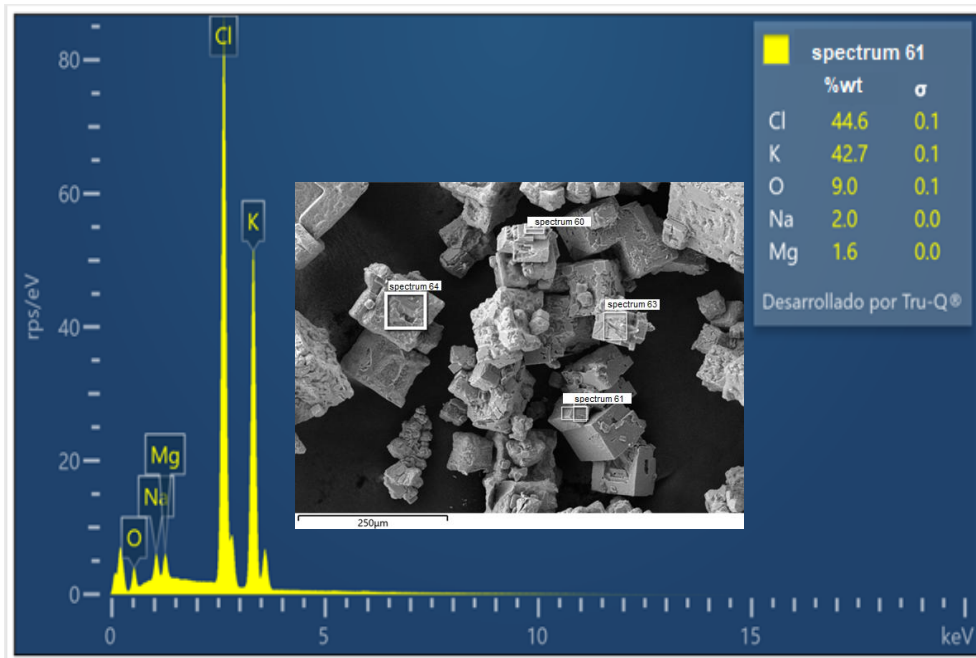 80
60
40
20
0
rps/eV
0 5 10 15 keV
Cl
K
Mg
Na
O
spectrum 61
%wt σ
Cl 44.6 0.1
K 42.7 0.1
O 9.0 0.1
Na 2.0 0.0
Mg 1.6 0.0
Desarrollado por Tru-Q®
spectrum 60
spectrum 64
spectrum 63
spectrum 61
250µm